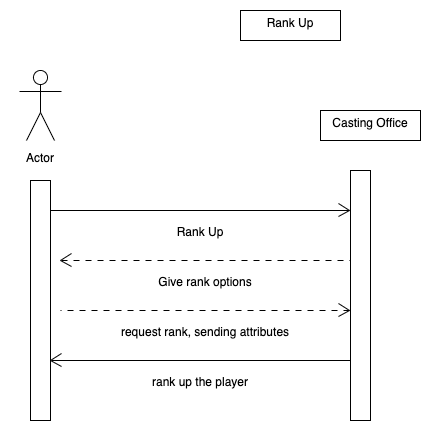 Rank Up
Casting Office
Actor
Rank Up
Give rank options
request rank, sending attributes
rank up the player